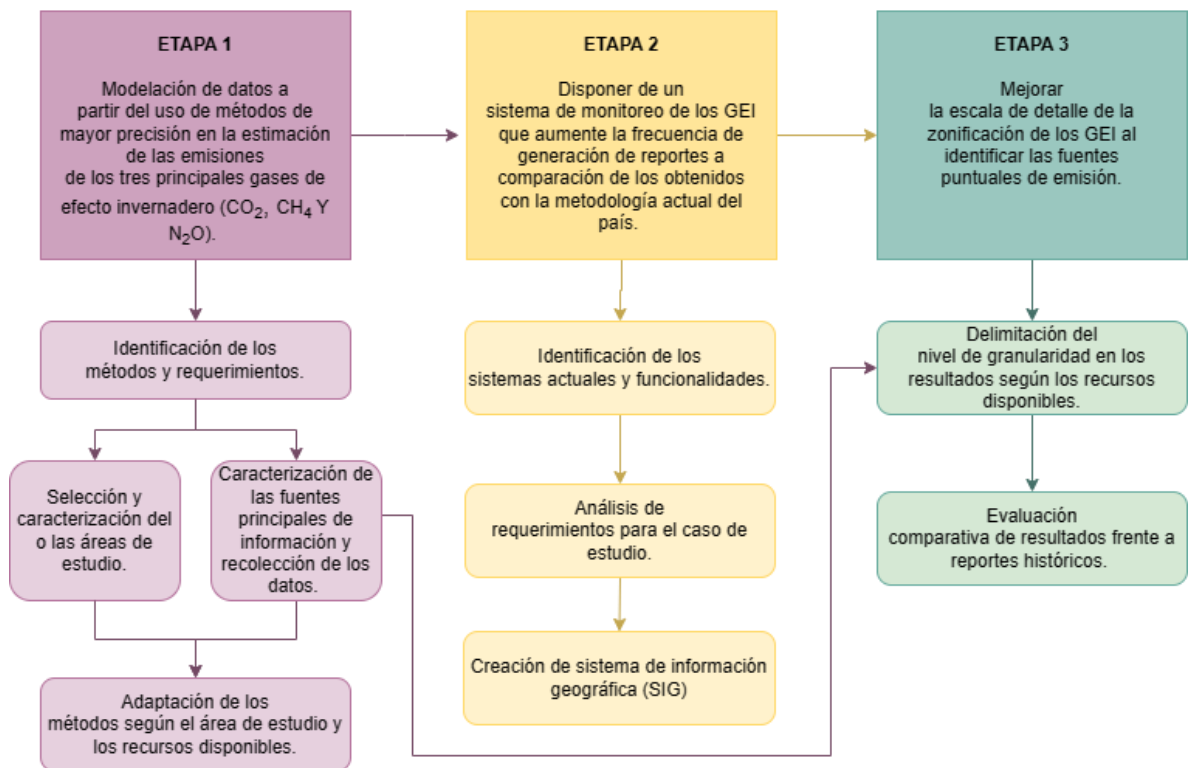 ETAPA 1
Modelación de datos a
partir del uso de métodos de
mayor precisión en la estimación
de las emisiones
de los tres principales gases de
efecto invernadero (CO₂, CH₄ Y
N₂O).
Identificación de los
métodos y requerimientos.
Selección y
caracterización del
o las áreas de
estudio.
Caracterización de
las fuentes
principales de
información y
recolección de los
datos.
Adaptación de los
métodos según el área de estudio y
los recursos disponibles.
ETAPA 2
Disponer de un
sistema de monitoreo de los GEI
que aumente la frecuencia de
generación de reportes a
comparación de los obtenidos
con la metodología actual del
país.
Identificación de los
sistemas actuales y funcionalidades.
Análisis de
requerimientos para el caso de
estudio.
Creación de sistema de información
geográfica (SIG)
ETAPA 3
Mejorar
la escala de detalle de la
zonificación de los GEI al
identificar las fuentes
puntuales de emisión.
Delimitación del
nivel de granularidad en los
resultados según los recursos
disponibles.
Evaluación
comparativa de resultados frente a
reportes históricos.